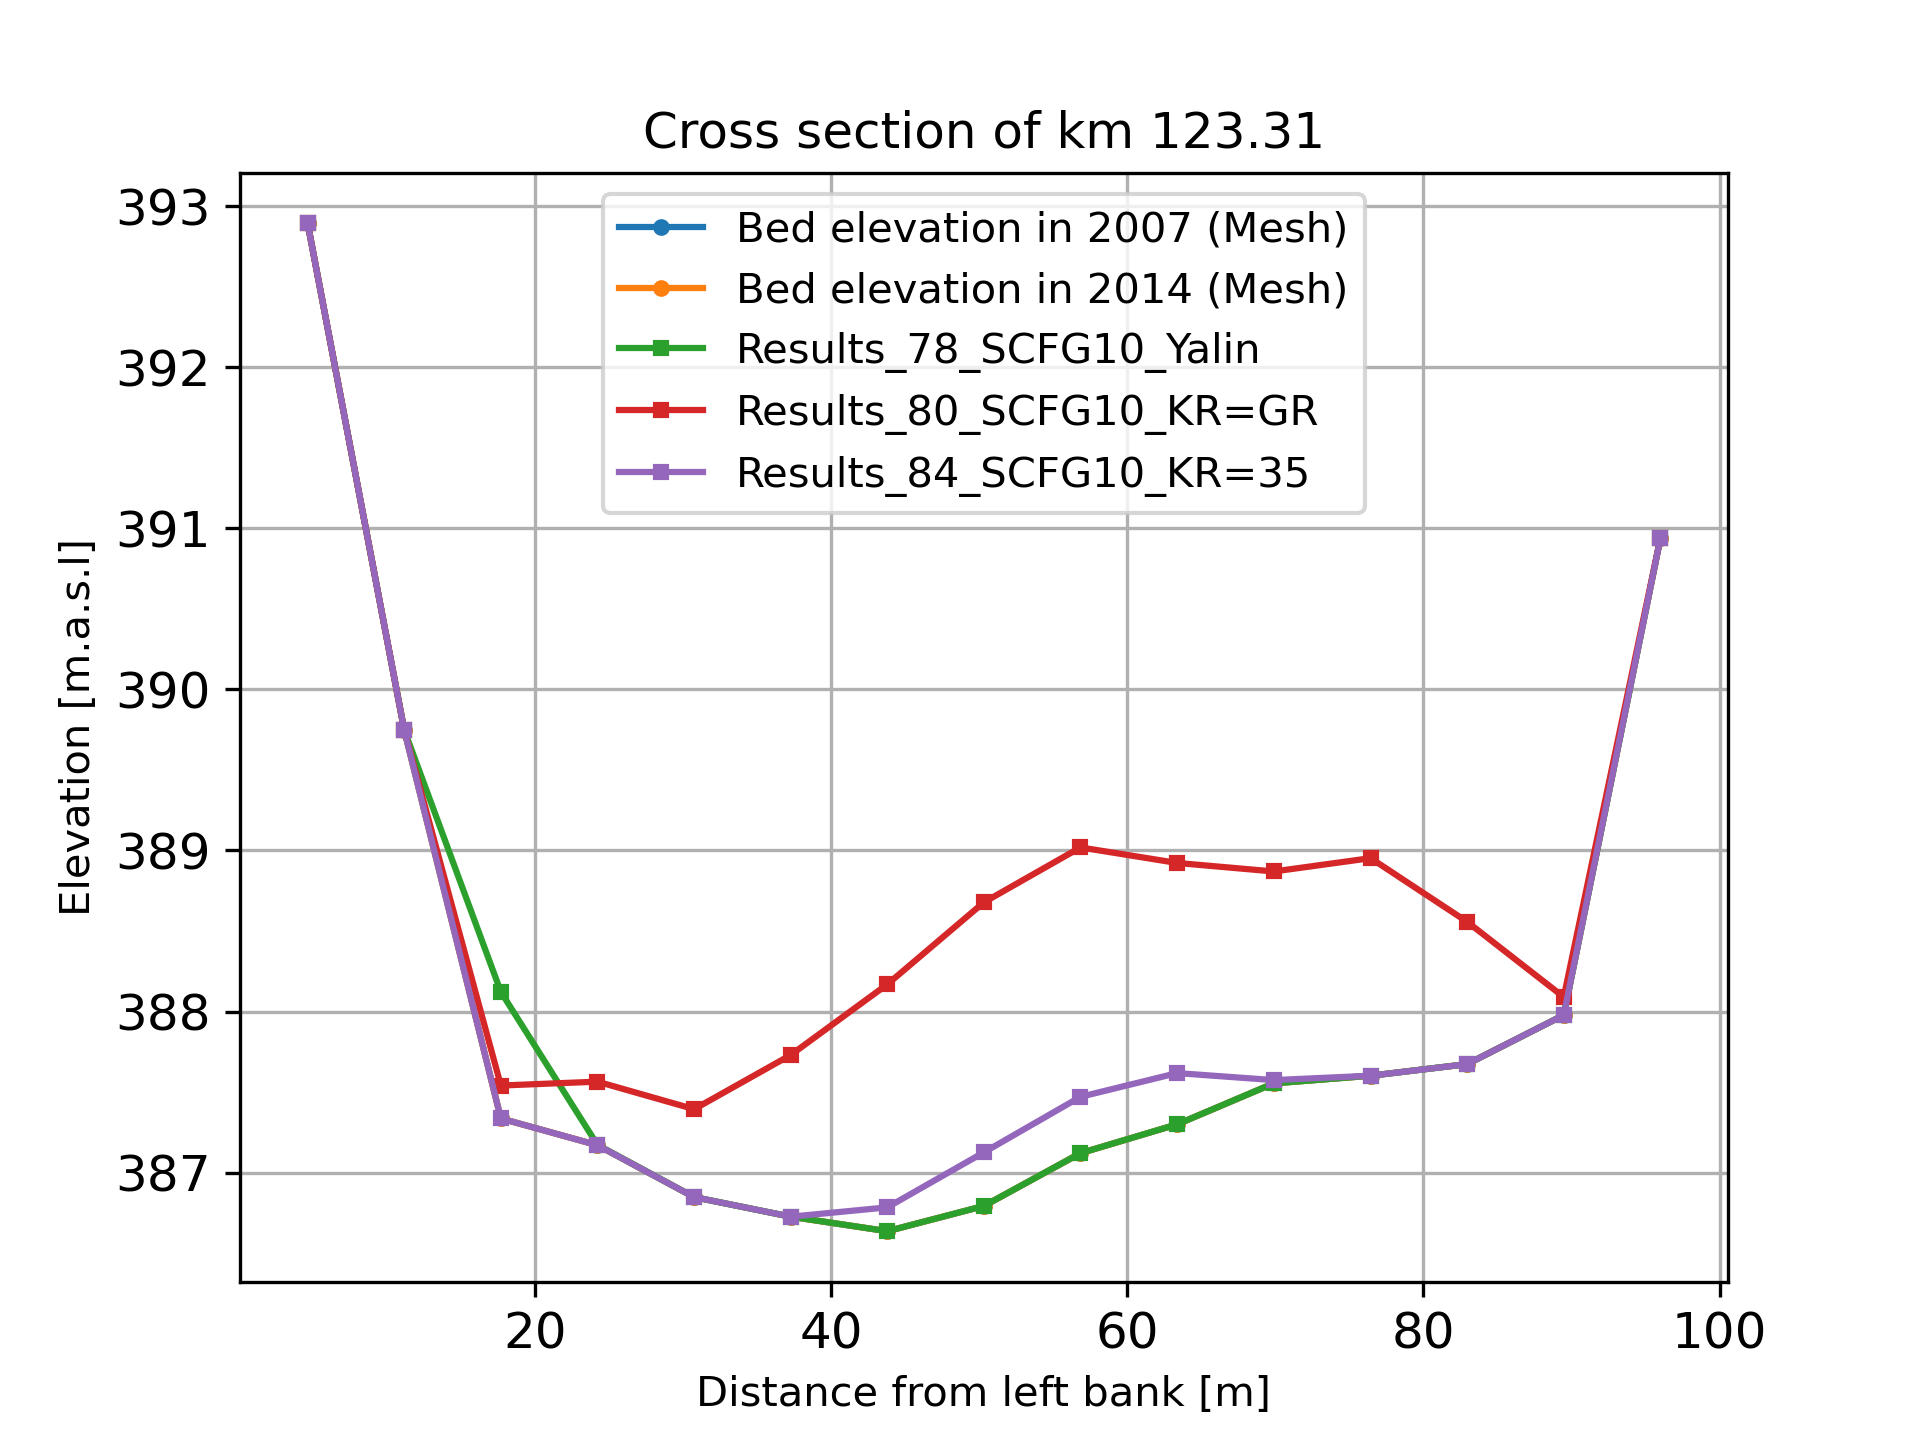 Cross section of km 123.31
393
392
391
390
389
388
387
Elevation [m.a.s.l]
Bed elevation in 2007 (Mesh)
Bed elevation in 2014 (Mesh)
Results_78_SCFG10_Yalin
Results_80_SCFG10_KR=GR
Results_84_SCFG10_KR=35
20 40 60 80 100
Distance from left bank [m]